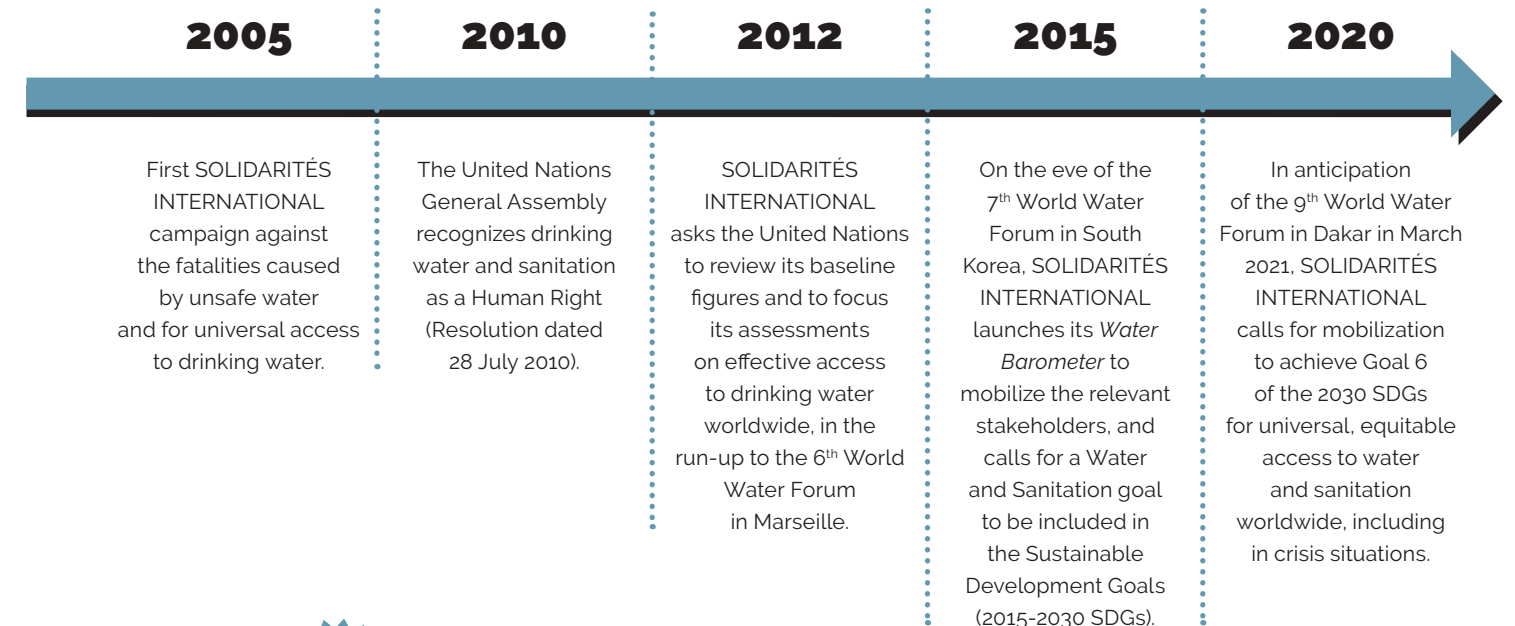 2005
First SOLIDARITÉS
INTERNATIONAL
campaign against
the fatalities caused
by unsafe water
and for universal access
to drinking water.
2010
The United Nations
General Assembly
recognizes drinking
water and sanitation
as a Human Right
(Resolution dated
28 July 2010).
2012
SOLIDARITÉS
INTERNATIONAL
asks the United Nations
to review its baseline
figures and to focus
its assessments
on effective access
to drinking water
worldwide, in the
run-up to the 6th World
Water Forum
in Marseille.
2015
On the eve of the
7th World Water
Forum in South
Korea, SOLIDARITÉS
INTERNATIONAL
launches its Water
Barometer to
mobilize the relevant
stakeholders, and
calls for a Water
and Sanitation goal
to be included in
the Sustainable
Development Goals
(2015-2030 SDGs).
2020
In anticipation
of the 9th World Water
Forum in Dakar in March
2021, SOLIDARITÉS
INTERNATIONAL
calls for mobilization
to achieve Goal 6
of the 2030 SDGs
for universal, equitable
access to water
and sanitation
worldwide, including
in crisis situations.